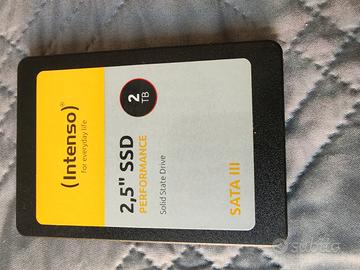 (intenso)®
for everyday life
2,5" SSD
PERFORMANCE
Solid State Drive
2
TB
SATA III
subito